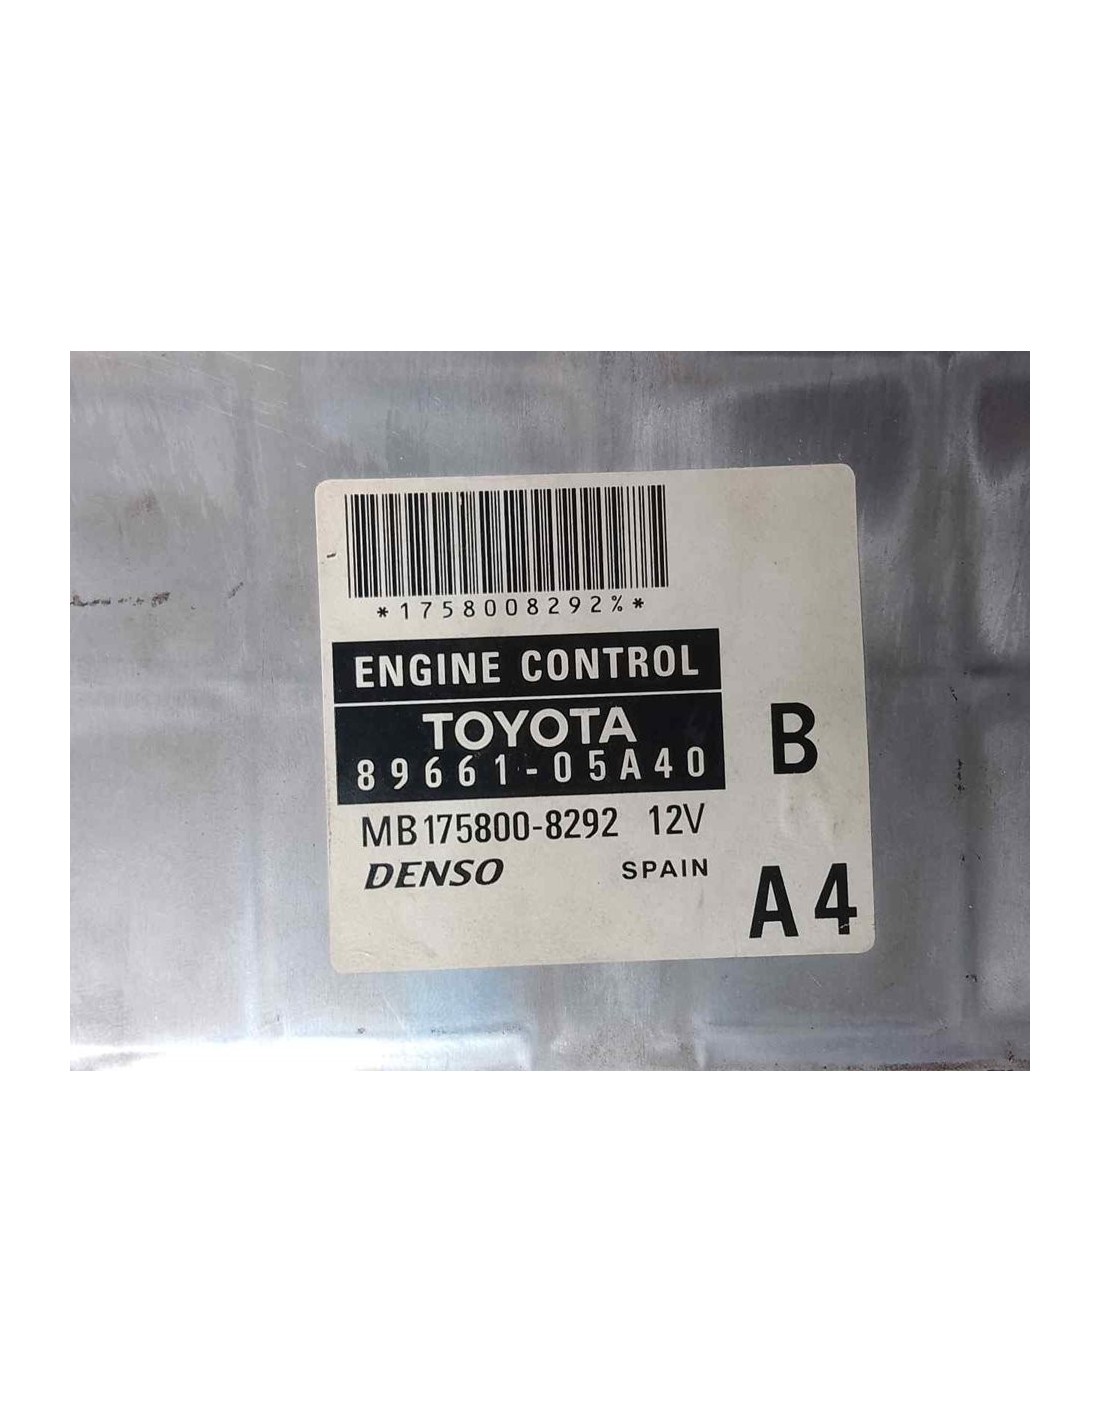 *1758008292%*
ENGINE CONTROL
TOYOTA
89661-05A40
B
MB175800-8292 12V
DENSO SPAIN
A4